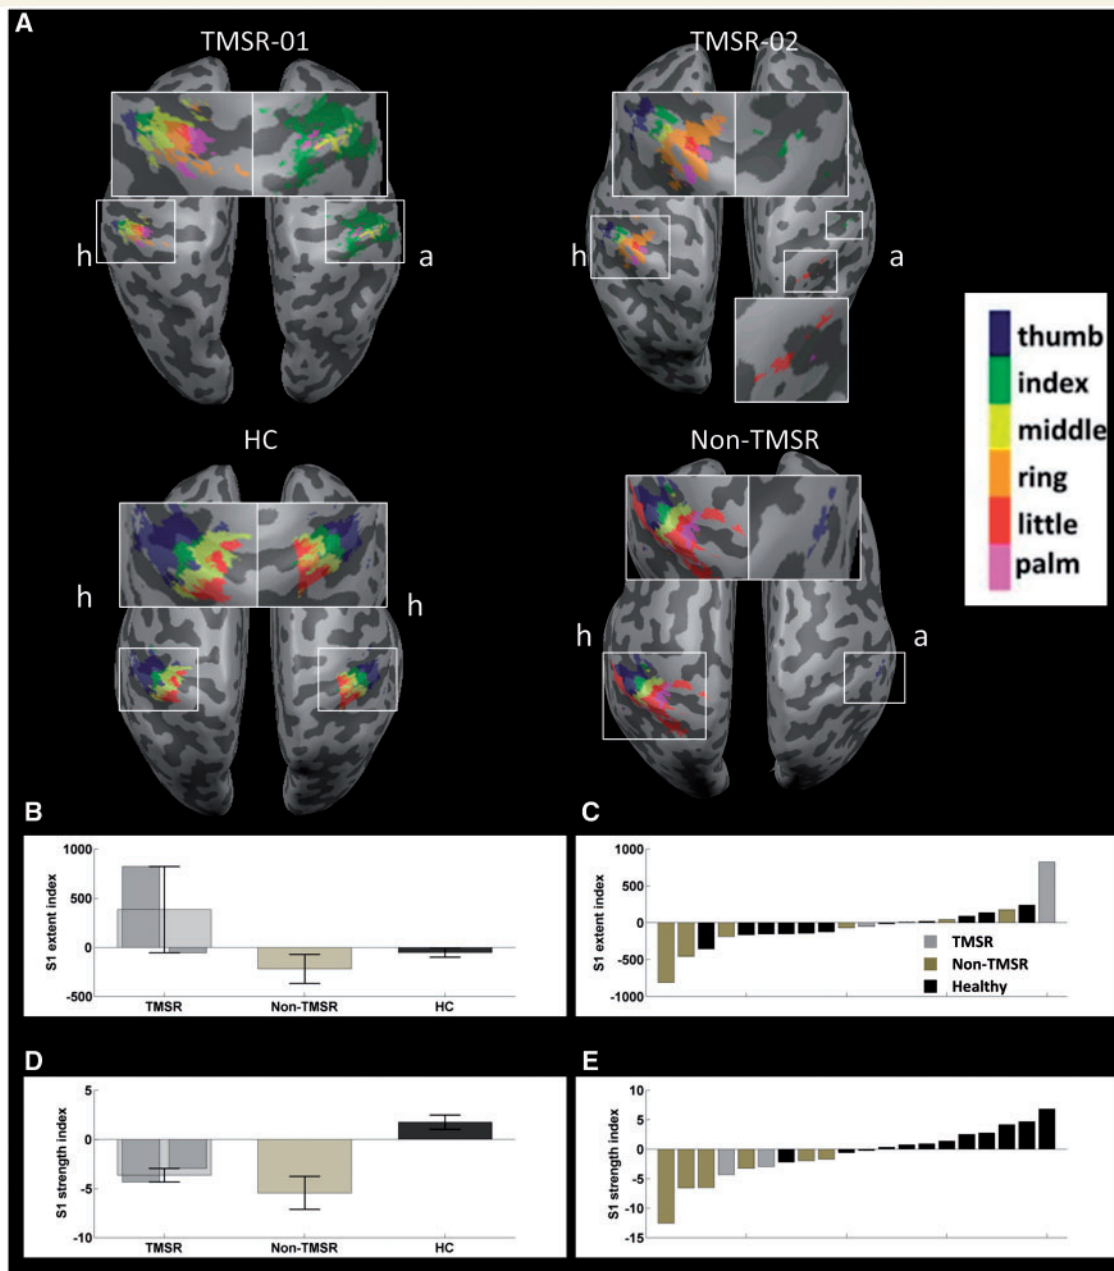 A
TMSR-01
TMSR-02
h
a
h
a
thumb
index
middle
ring
little
palm
HC
Non-TMSR
h
h
h
a
B
1000
500
0
-500
S1 extent index
TMSR
Non-TMSR
HC
C
1000
500
0
-500
-1000
S1 extent index
TMSR
Non-TMSR
Healthy
D
5
0
-5
-10
S1 strength index
TMSR
Non-TMSR
HC
E
10
5
0
-5
-10
-15
S1 strength index